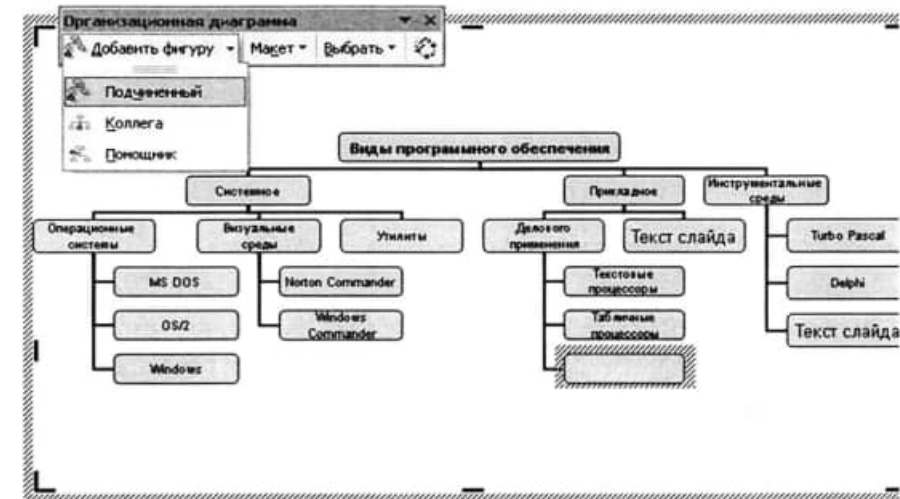 Организационная диаграмма
Добавить фигуру
Макет
Выбрать
Подчиненный
Коллега
Помощник
Виды программного обеспечения
Системное
Прикладное
Инструментальные
среды
Операционные
системы
Визуальные
среды
Утилиты
Делового
применения
Текст слайда
Turbo Pascal
MS DOS
Norton Commander
Текстовые
процессоры
Delphi
OS/2
Windows
Commander
Табличные
процессоры
Текст слайда
Windows